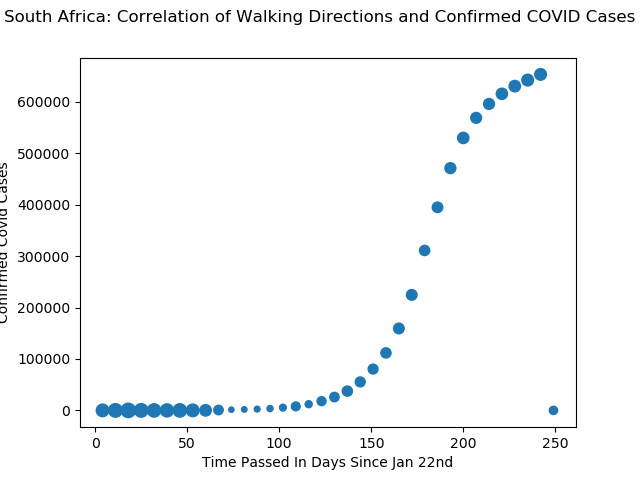 South Africa: Correlation of Walking Directions and Confirmed COVID Cases
600000
500000
400000
300000
200000
100000
0
Confirmed Covid Cases
0 50 100 150 200 250
Time Passed In Days Since Jan 22nd